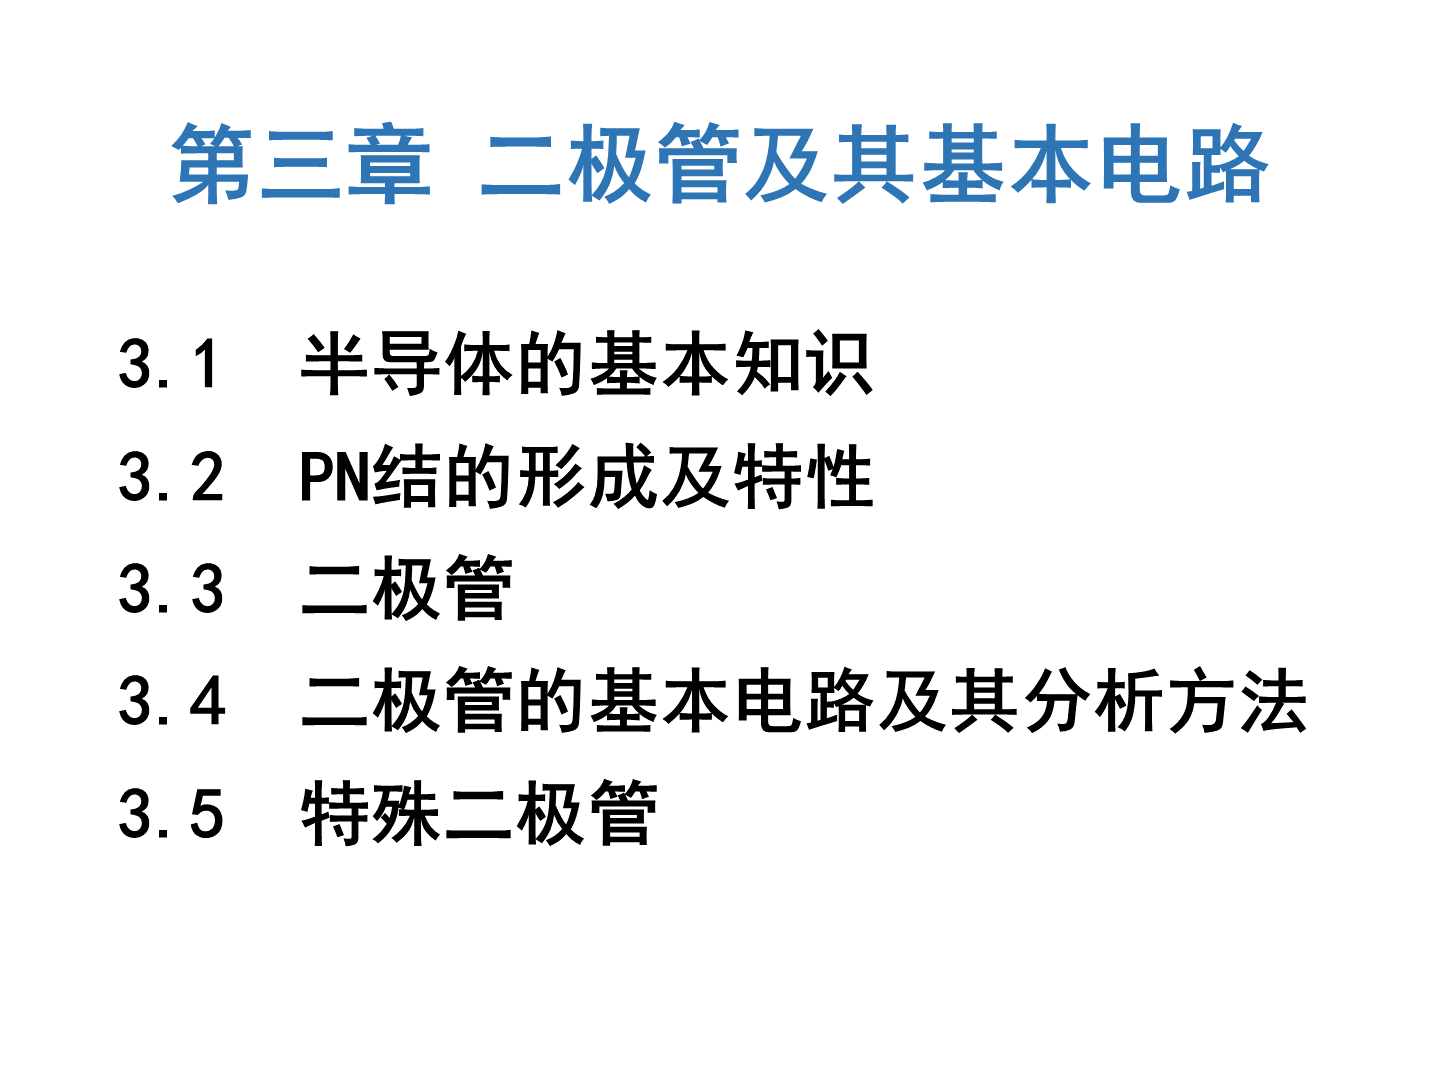 第三章 二极管及其基本电路
3.1 半导体的基本知识
3.2 PN结的形成及特性
3.3 二极管
3.4 二极管的基本电路及其分析方法
3.5 特殊二极管